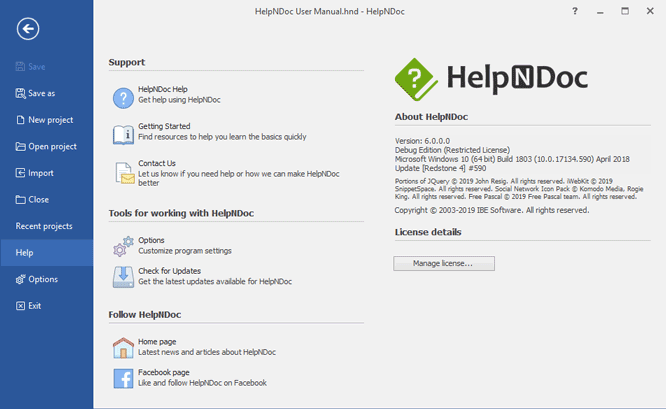 HelpNDoc User Manual.hnd - HelpNDoc
?
Save
Save as
New project
Open project
Import
Close
Recent projects
Help
Options
Exit
Support
HelpNDoc Help
Get help using HelpNDoc
Getting Started
Find resources to help you learn the basics quickly
Contact Us
Let us know if you need help or how we can make HelpNDoc
better
Tools for working with HelpNDoc
Options
Customize program settings
Check for Updates
Get the latest updates available for HelpNDoc
Follow HelpNDoc
Home page
Latest news and articles about HelpNDoc
Facebook page
Like and follow HelpNDoc on Facebook
HelpNDoc
About HelpNDoc
Version: 6.0.0.0
Debug Edition (Restricted License)
Microsoft Windows 10 (64 bit) Build 1803 (10.0.17134.590) April 2018
Update [Redstone 4] #590
Portions of JQuery © 2019 John Resig. All rights reserved. iWebKit © 2019
SnippetSpace. All rights reserved. Social Network Icon Pack © Komodo Media, Rogie
King. All rights reserved. Free Pascal © 2019 Free Pascal team. All rights reserved.
Copyright © 2003-2019 IBE Software. All rights reserved.
License details
Manage license...